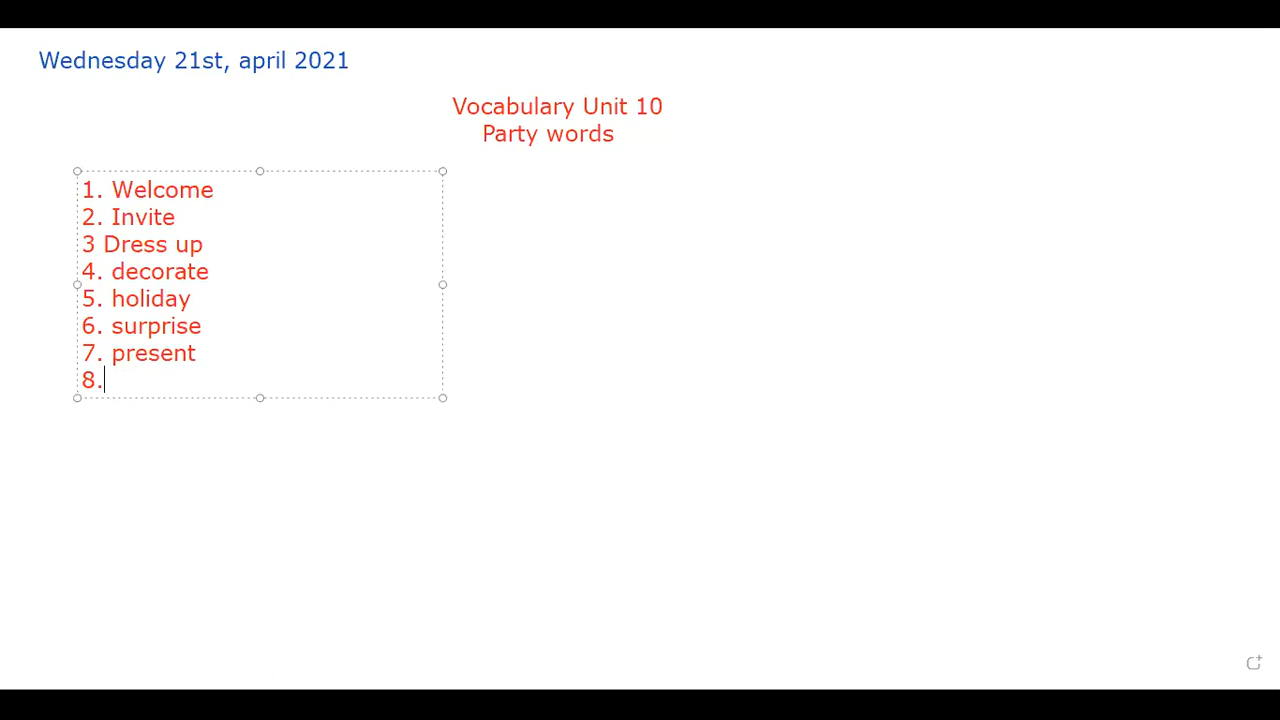 Wednesday 21st, april 2021
Vocabulary Unit 10
Party words
1. Welcome
2. Invite
3 Dress up
4. decorate
5. holiday
6. surprise
7. present
8.